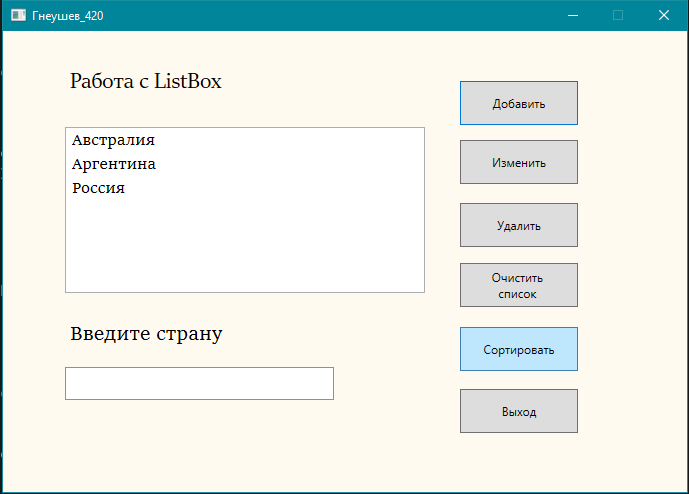 Гнеушев_420
Работа с ListBox
Австралия
Аргентина
Россия
Введите страну
Добавить
Изменить
Удалить
Очистить
список
Сортировать
Выход